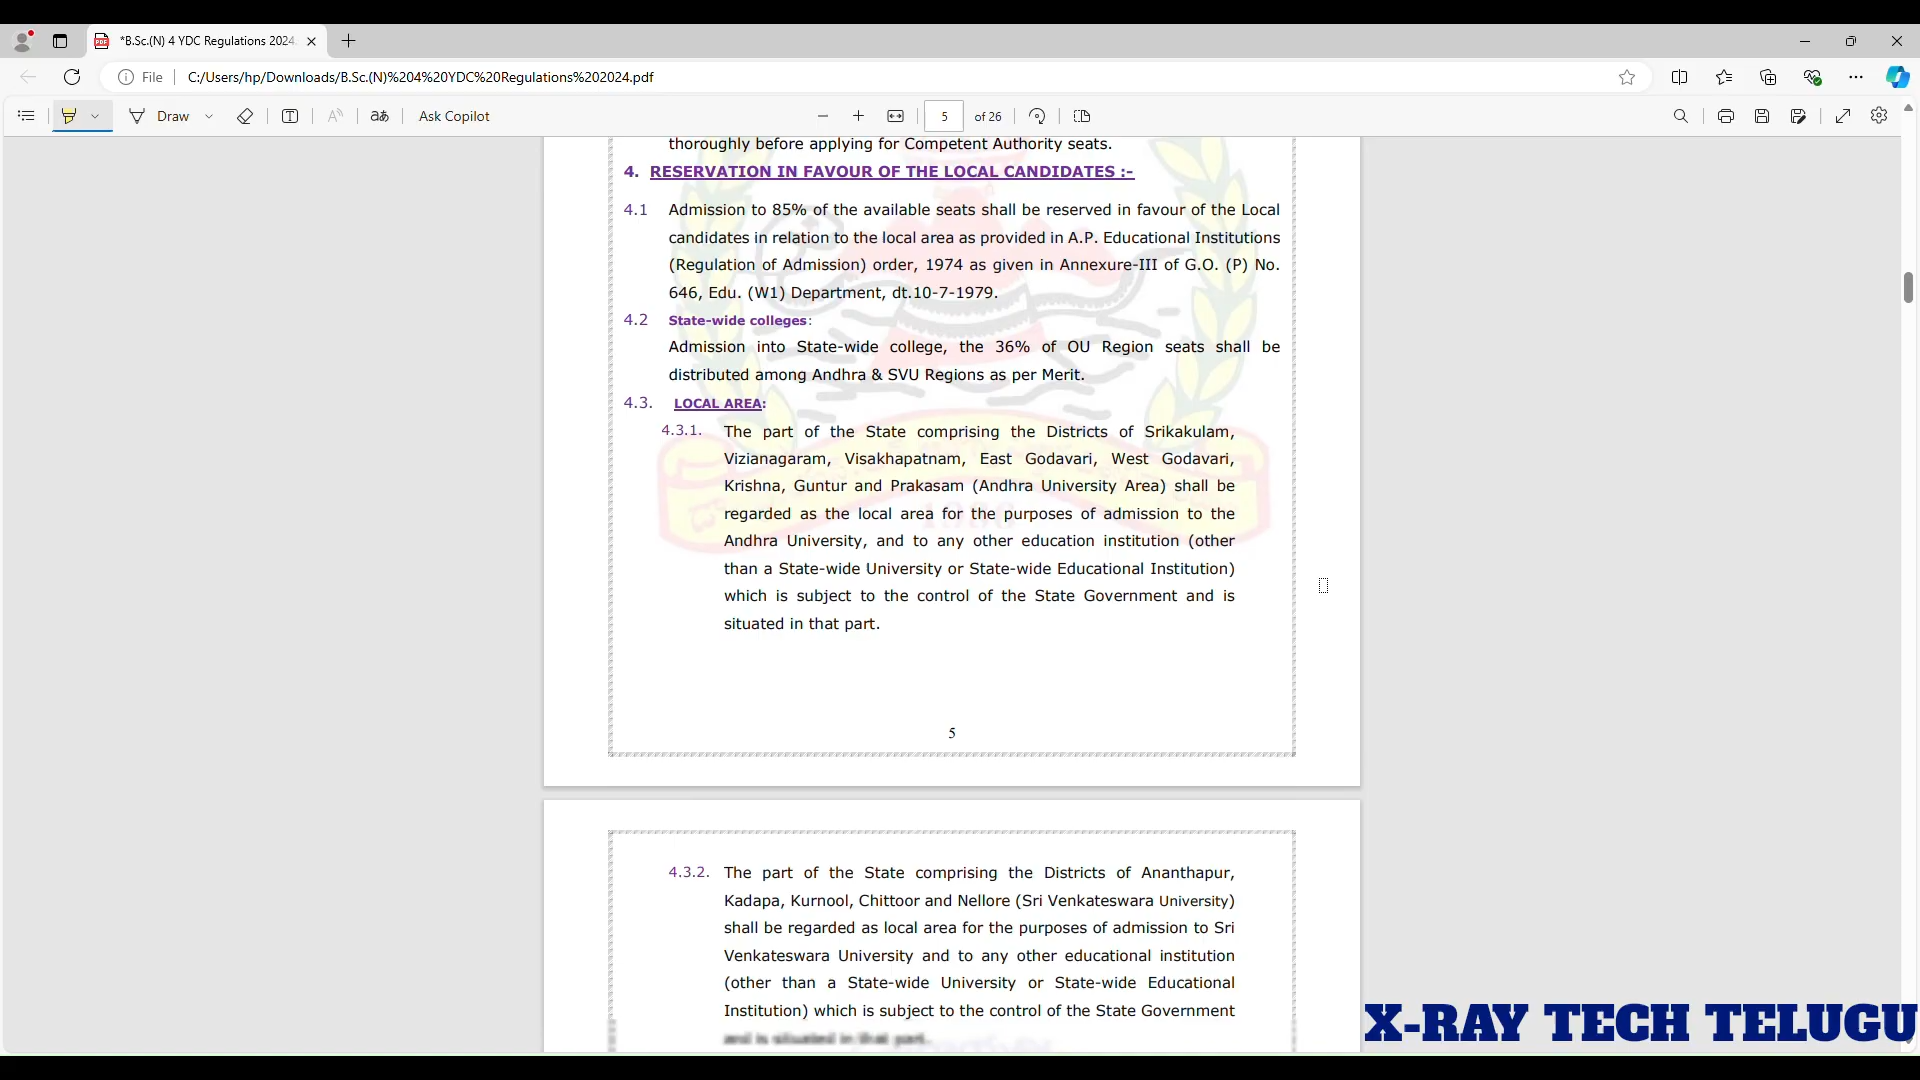 *B.Sc.(N) 4 YDC Regulations 2024
File
C:/Users/hp/Downloads/B.Sc.(N)%204%20YDC%20Regulations%202024.pdf
Draw
Ask Copilot
5 of 26
thoroughly before applying for Competent Authority seats.
4. RESERVATION IN FAVOUR OF THE LOCAL CANDIDATES :-
4.1 Admission to 85% of the available seats shall be reserved in favour of the Local
candidates in relation to the local area as provided in A.P. Educational Institutions
(Regulation of Admission) order, 1974 as given in Annexure-III of G.O. (P) No.
646, Edu. (W1) Department, dt.10-7-1979.
4.2 State-wide colleges:
Admission into State-wide college, the 36% of OU Region seats shall be
distributed among Andhra & SVU Regions as per Merit.
4.3. LOCAL AREA:
4.3.1. The part of the State comprising the Districts of Srikakulam,
Vizianagaram, Visakhapatnam, East Godavari, West Godavari,
Krishna, Guntur and Prakasam (Andhra University Area) shall be
regarded as the local area for the purposes of admission to the
Andhra University, and to any other education institution (other
than a State-wide University or State-wide Educational Institution)
which is subject to the control of the State Government and is
situated in that part.
5
4.3.2. The part of the State comprising the Districts of Ananthapur,
Kadapa, Kurnool, Chittoor and Nellore (Sri Venkateswara University)
shall be regarded as local area for the purposes of admission to Sri
Venkateswara University and to any other educational institution
(other than a State-wide University or State-wide Educational
Institution) which is subject to the control of the State Government
and is situated in that part.
X-RAY TECH TELUGU